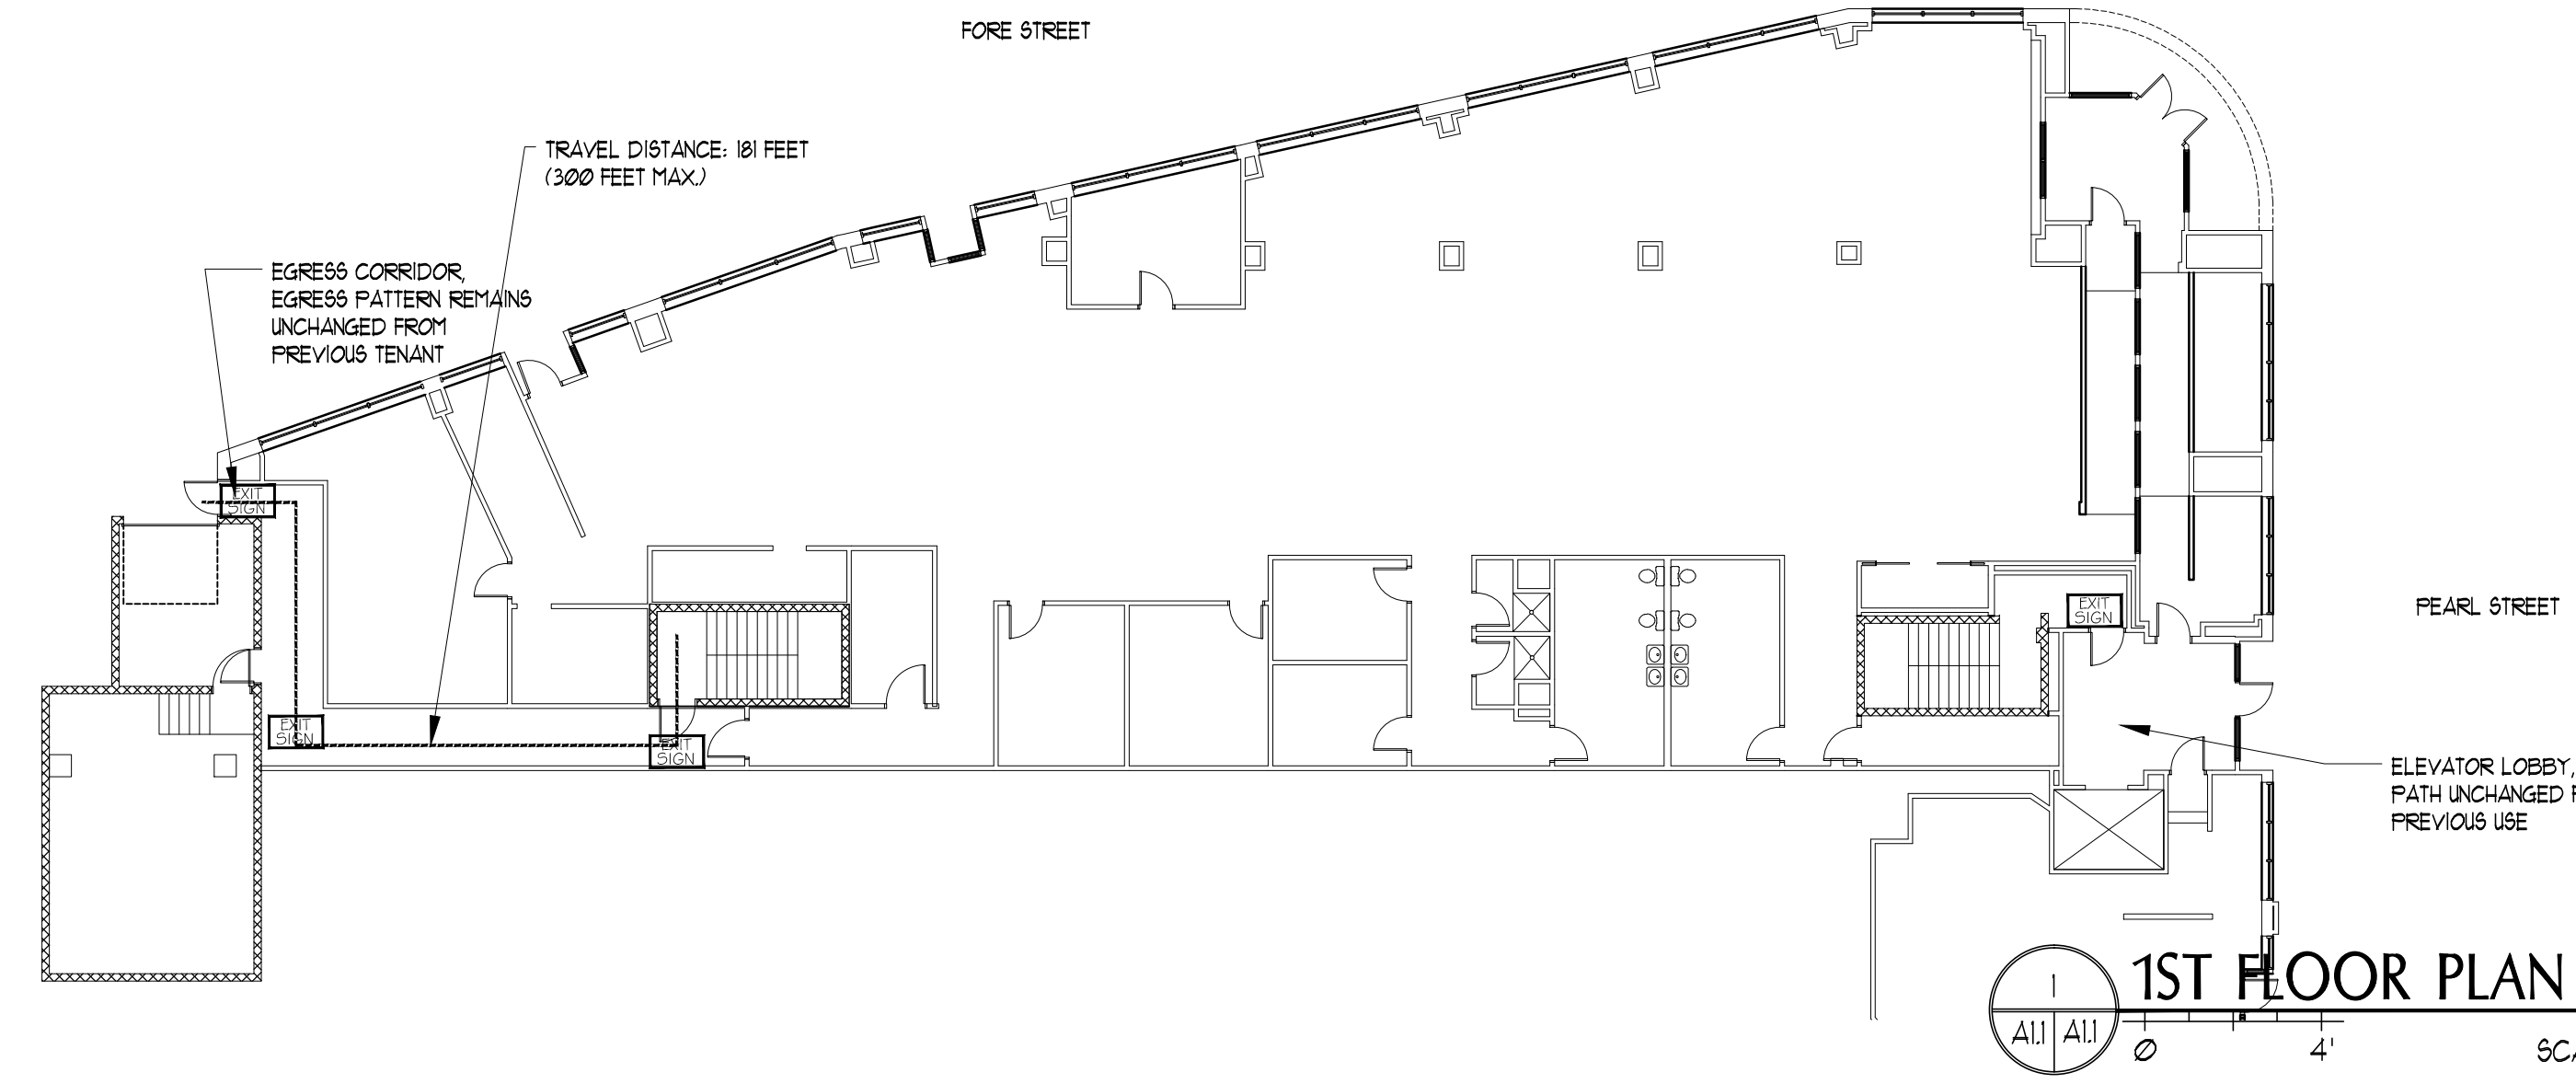 FORE STREET
TRAVEL DISTANCE: 181 FEET
(300 FEET MAX.)
EGRESS CORRIDOR,
EGRESS PATTERN REMAINS
UNCHANGED FROM
PREVIOUS TENANT
EXIT
SIGN
EXIT
SIGN
EXIT
SIGN
EXIT
SIGN
PEARL STREET
ELEVATOR LOBBY,
PATH UNCHANGED
PREVIOUS USE
1
A1.1
A1.1
1ST FLOOR PLAN
0
4'